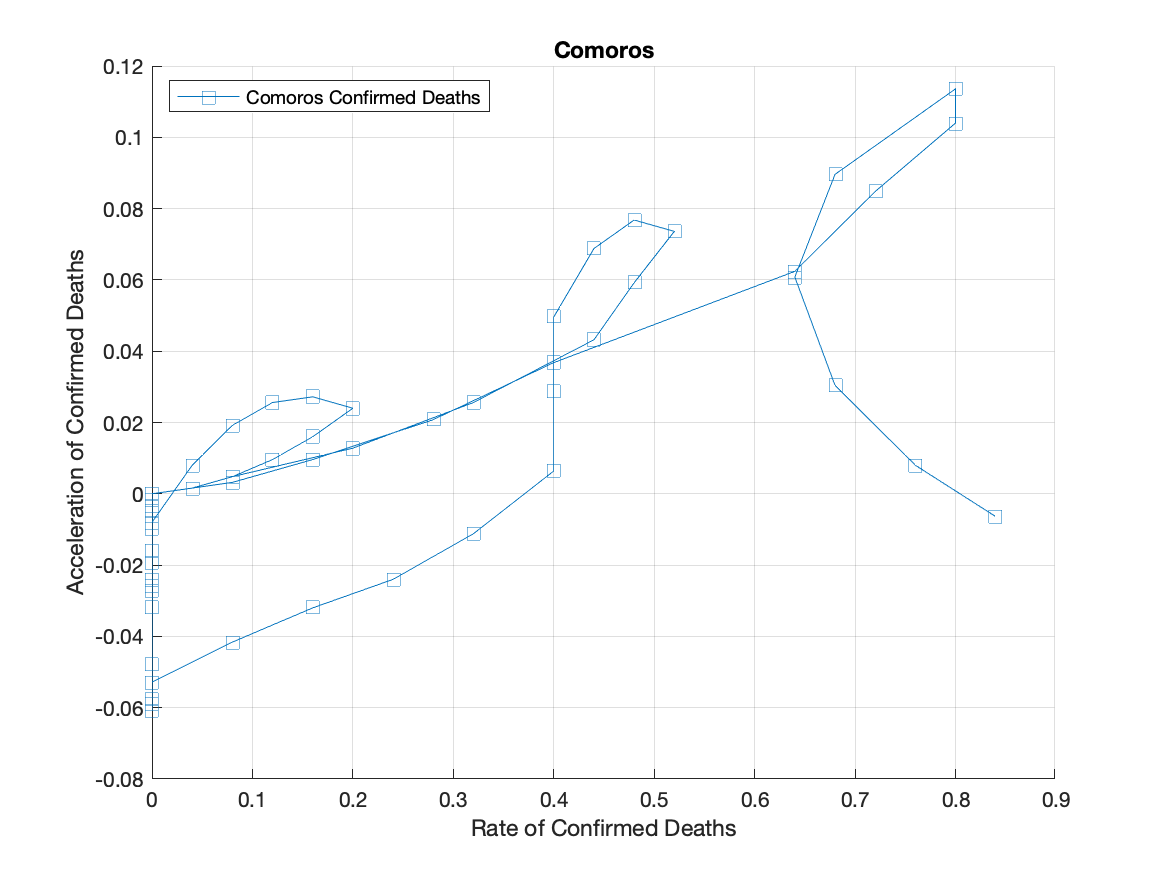 Comoros
Comoros Confirmed Deaths
Acceleration of Confirmed Deaths
0.12
0.1
0.08
0.06
0.04
0.02
0
-0.02
-0.04
-0.06
-0.08
0 0.1 0.2 0.3 0.4 0.5 0.6 0.7 0.8 0.9
Rate of Confirmed Deaths